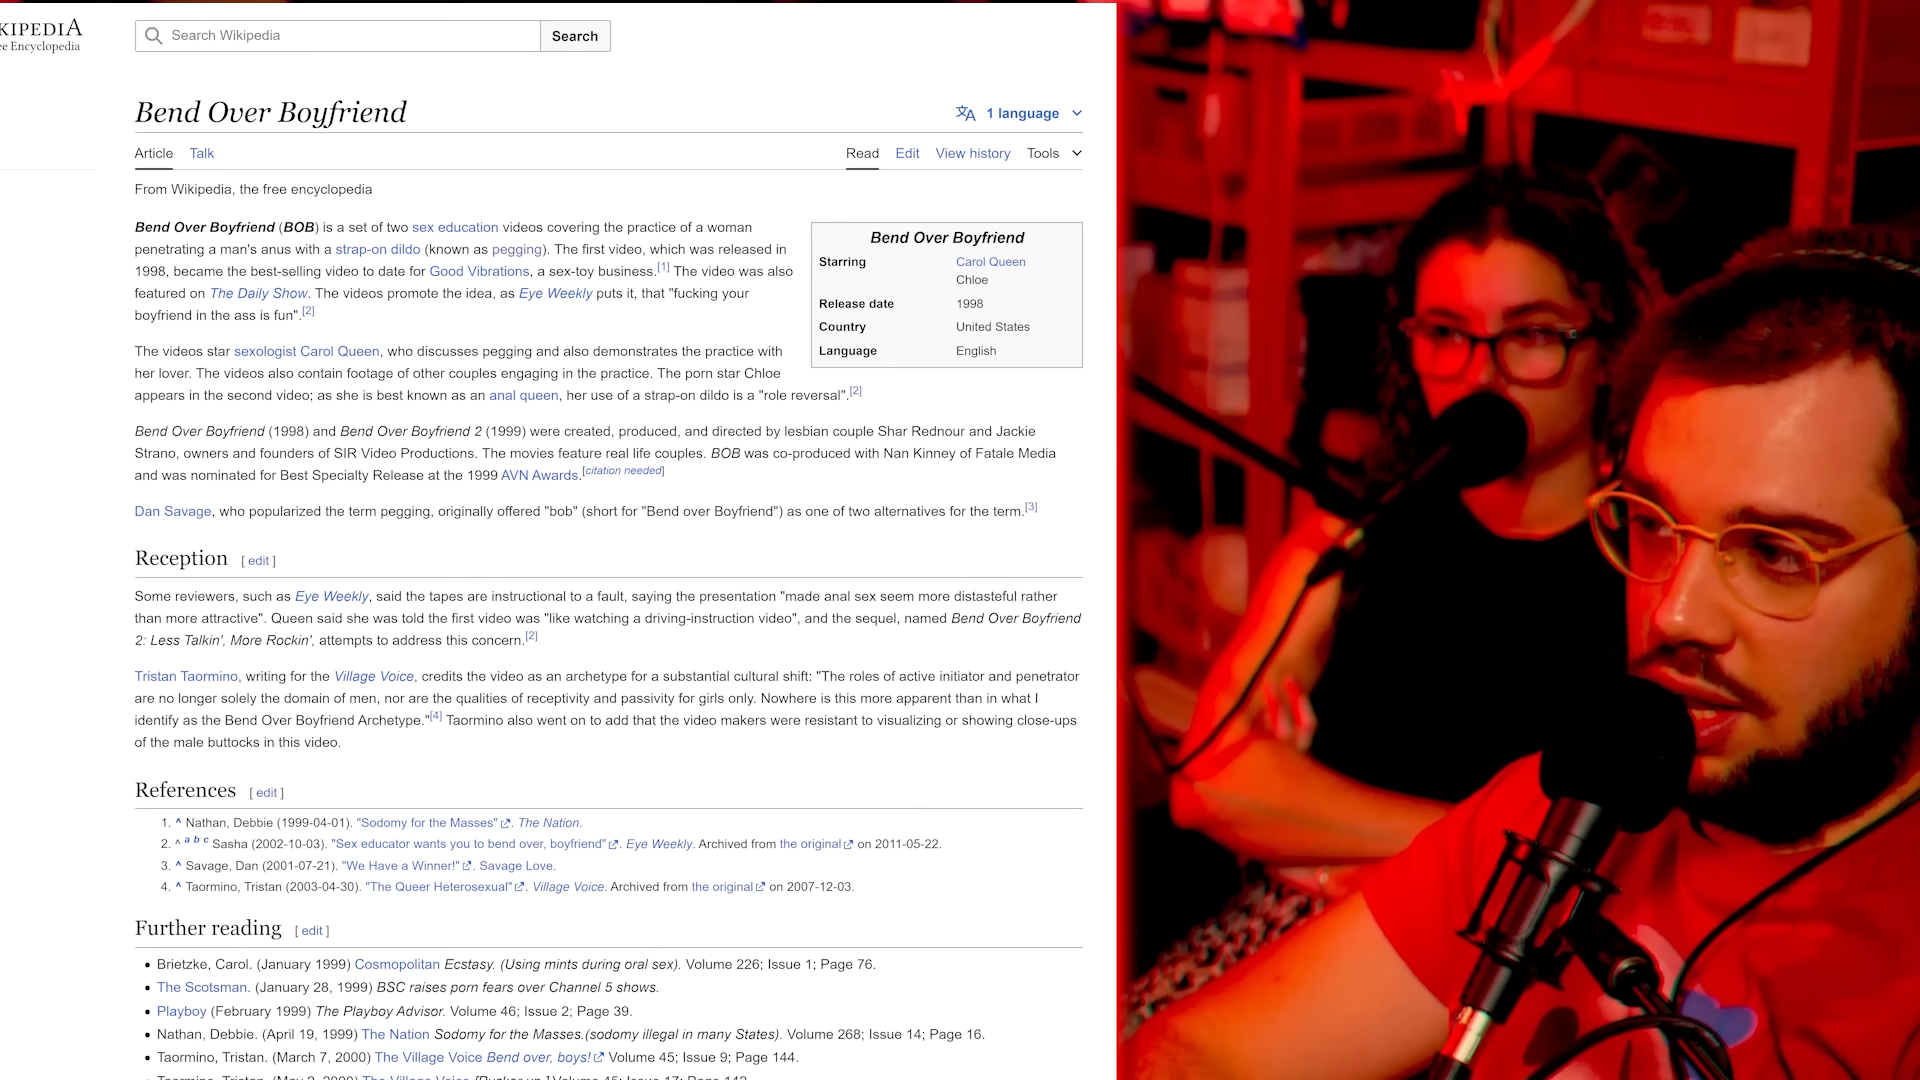 KIPEDIA
ee Encyclopedia
Search Wikipedia
Search
Bend Over Boyfriend
1 language
Article Talk
Read Edit View history Tools
From Wikipedia, the free encyclopedia
Bend Over Boyfriend (BOB) is a set of two sex education videos covering the practice of a woman
penetrating a man's anus with a strap-on dildo (known as pegging). The first video, which was released in
1998, became the best-selling video to date for Good Vibrations, a sex-toy business.[1] The video was also
featured on The Daily Show. The videos promote the idea, as Eye Weekly puts it, that "fucking your
boyfriend in the ass is fun".[2]
Bend Over Boyfriend
Starring Carol Queen
Chloe
Release date 1998
Country United States
Language English
The videos star sexologist Carol Queen, who discusses pegging and also demonstrates the practice with
her lover. The videos also contain footage of other couples engaging in the practice. The porn star Chloe
appears in the second video; as she is best known as an anal queen, her use of a strap-on dildo is a "role reversal".[2]
Bend Over Boyfriend (1998) and Bend Over Boyfriend 2 (1999) were created, produced, and directed by lesbian couple Shar Rednour and Jackie
Strano, owners and founders of SIR Video Productions. The movies feature real life couples. BOB was co-produced with Nan Kinney of Fatale Media
and was nominated for Best Specialty Release at the 1999 AVN Awards.[citation needed]
Dan Savage, who popularized the term pegging, originally offered "bob" (short for "Bend over Boyfriend") as one of two alternatives for the term.[3]
Reception [ edit ]
Some reviewers, such as Eye Weekly, said the tapes are instructional to a fault, saying the presentation "made anal sex seem more distasteful rather
than more attractive". Queen said she was told the first video was "like watching a driving-instruction video", and the sequel, named Bend Over Boyfriend
2: Less Talkin', More Rockin', attempts to address this concern.[2]
Tristan Taormino, writing for the Village Voice, credits the video as an archetype for a substantial cultural shift: "The roles of active initiator and penetrator
are no longer solely the domain of men, nor are the qualities of receptivity and passivity for girls only. Nowhere is this more apparent than in what I
identify as the Bend Over Boyfriend Archetype."[4] Taormino also went on to add that the video makers were resistant to visualizing or showing close-ups
of the male buttocks in this video.
References [ edit ]
1. ^ Nathan, Debbie (1999-04-01). "Sodomy for the Masses". The Nation.
2. ^ a b c Sasha (2002-10-03). "Sex educator wants you to bend over, boyfriend". Eye Weekly. Archived from the original on 2011-05-22.
3. ^ Savage, Dan (2001-07-21). "We Have a Winner!". Savage Love.
4. ^ Taormino, Tristan (2003-04-30). "The Queer Heterosexual". Village Voice. Archived from the original on 2007-12-03.
Further reading [ edit ]
• Brietzke, Carol. (January 1999) Cosmopolitan Ecstasy. (Using mints during oral sex). Volume 226; Issue 1; Page 76.
• The Scotsman. (January 28, 1999) BSC raises porn fears over Channel 5 shows.
• Playboy (February 1999) The Playboy Advisor. Volume 46; Issue 2; Page 39.
• Nathan, Debbie. (April 19, 1999) The Nation Sodomy for the Masses.(sodomy illegal in many States). Volume 268; Issue 14; Page 16.
• Taormino, Tristan. (March 7, 2000) The Village Voice Bend over, boys! Volume 45; Issue 9; Page 144.